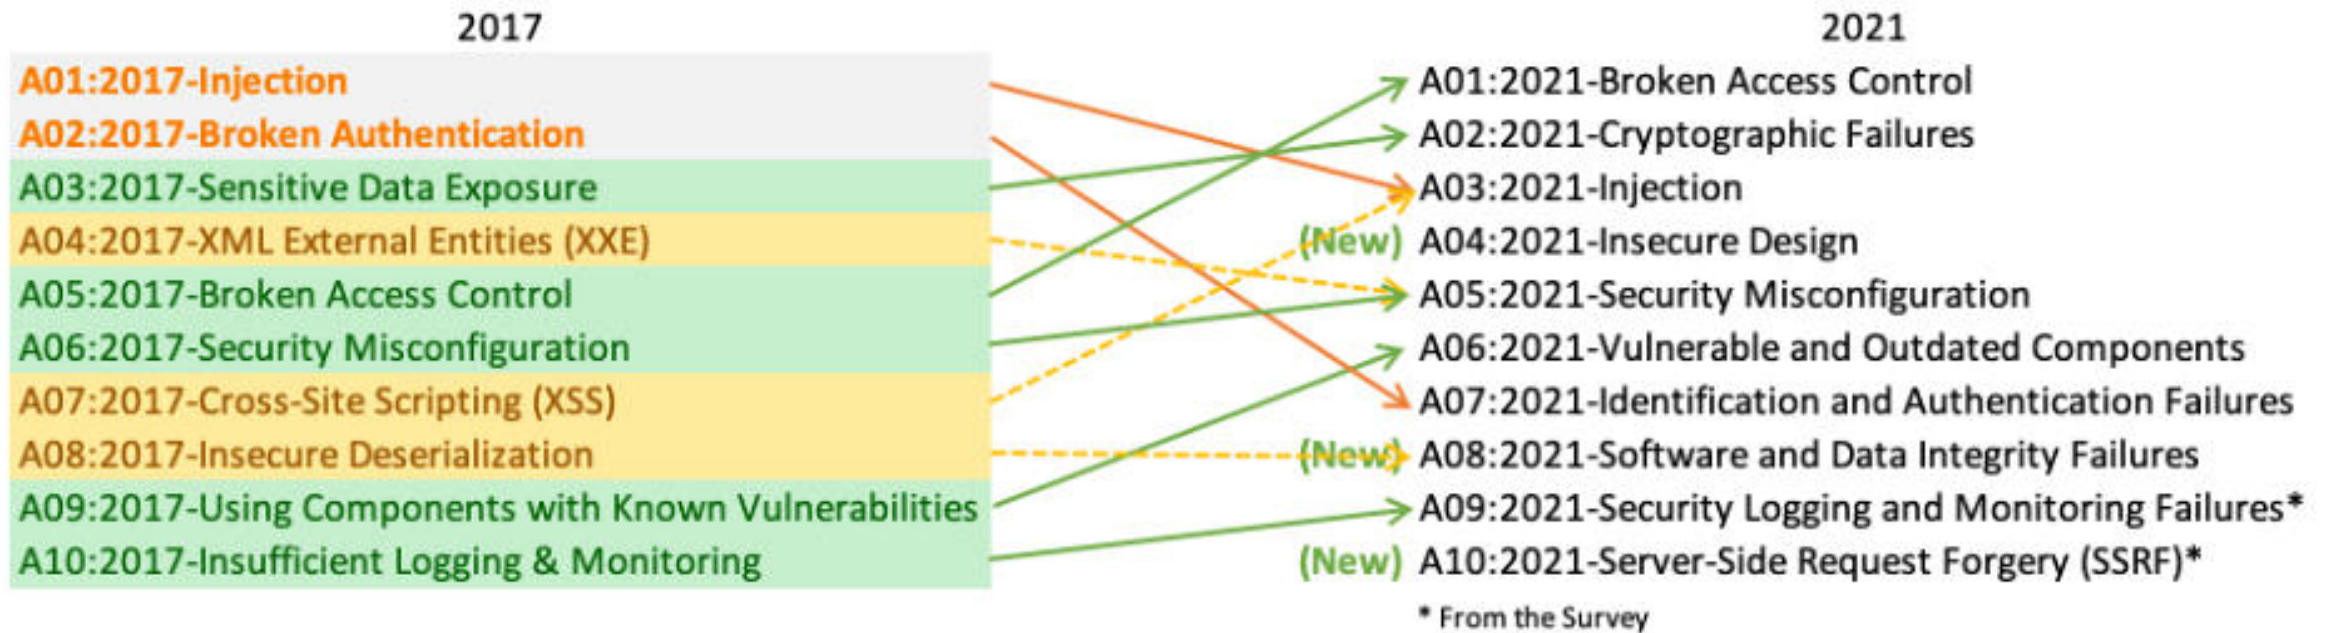 2017
A01:2017-Injection
A02:2017-Broken Authentication
A03:2017-Sensitive Data Exposure
A04:2017-XML External Entities (XXE)
A05:2017-Broken Access Control
A06:2017-Security Misconfiguration
A07:2017-Cross-Site Scripting (XSS)
A08:2017-Insecure Deserialization
A09:2017-Using Components with Known Vulnerabilities
A10:2017-Insufficient Logging & Monitoring
2021
A01:2021-Broken Access Control
A02:2021-Cryptographic Failures
A03:2021-Injection
(New) A04:2021-Insecure Design
A05:2021-Security Misconfiguration
A06:2021-Vulnerable and Outdated Components
A07:2021-Identification and Authentication Failures
(New) A08:2021-Software and Data Integrity Failures
A09:2021-Security Logging and Monitoring Failures*
(New) A10:2021-Server-Side Request Forgery (SSRF)*
* From the Survey